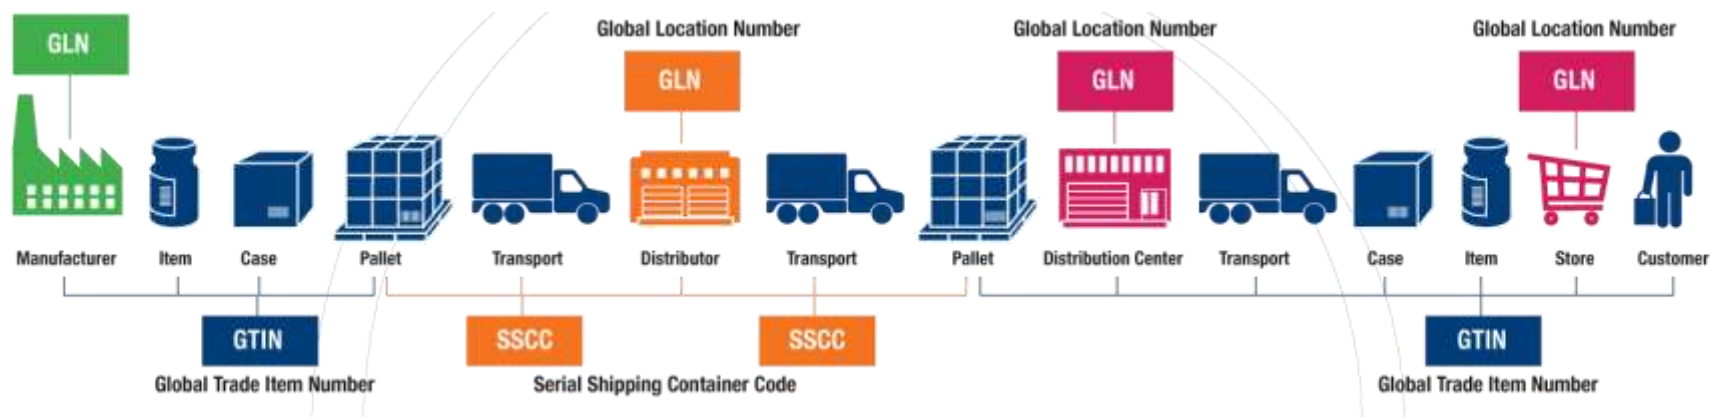 Global Location Number
Global Location Number
Global Location Number
GLN
GLN
GLN
GLN
Manufacturer
Item
Case
Pallet
Transport
Distributor
Transport
Pallet
Distribution Center
Transport
Case
Item
Store
Customer
GTIN
SSCC
SSCC
GTIN
Global Trade Item Number
Serial Shipping Container Code
Global Trade Item Number